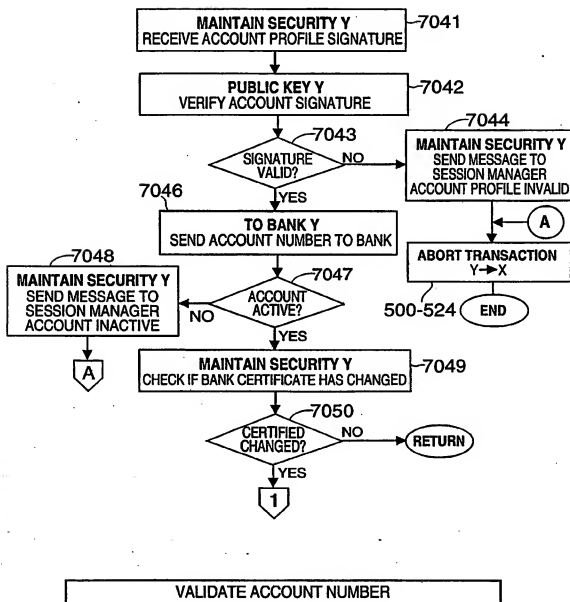 MAINTAIN SECURITY Y
RECEIVE ACCOUNT PROFILE SIGNATURE
7041
PUBLIC KEY Y
VERIFY ACCOUNT SIGNATURE
7042
7043
SIGNATURE
VALID?
NO
YES
7044
MAINTAIN SECURITY Y
SEND MESSAGE TO
SESSION MANAGER
ACCOUNT PROFILE INVALID
A
ABORT TRANSACTION
Y→X
500-524
END
7046
TO BANK Y
SEND ACCOUNT NUMBER TO BANK
7047
ACCOUNT
ACTIVE?
NO
YES
7048
MAINTAIN SECURITY Y
SEND MESSAGE TO
SESSION MANAGER
ACCOUNT INACTIVE
A
MAINTAIN SECURITY Y
CHECK IF BANK CERTIFICATE HAS CHANGED
7049
7050
CERTIFIED
CHANGED?
NO
RETURN
YES
1
VALIDATE ACCOUNT NUMBER